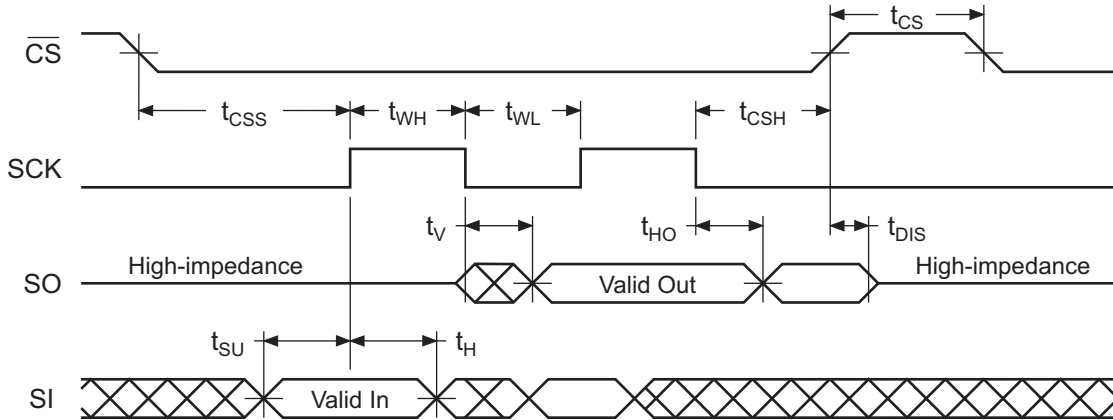 t_CS
C̅S̅
t_CSS t_WH t_WL t_CSH
SCK
t_V t_HO t_DIS
High-impedance Valid Out High-impedance
SO
t_SU t_H
SI Valid In